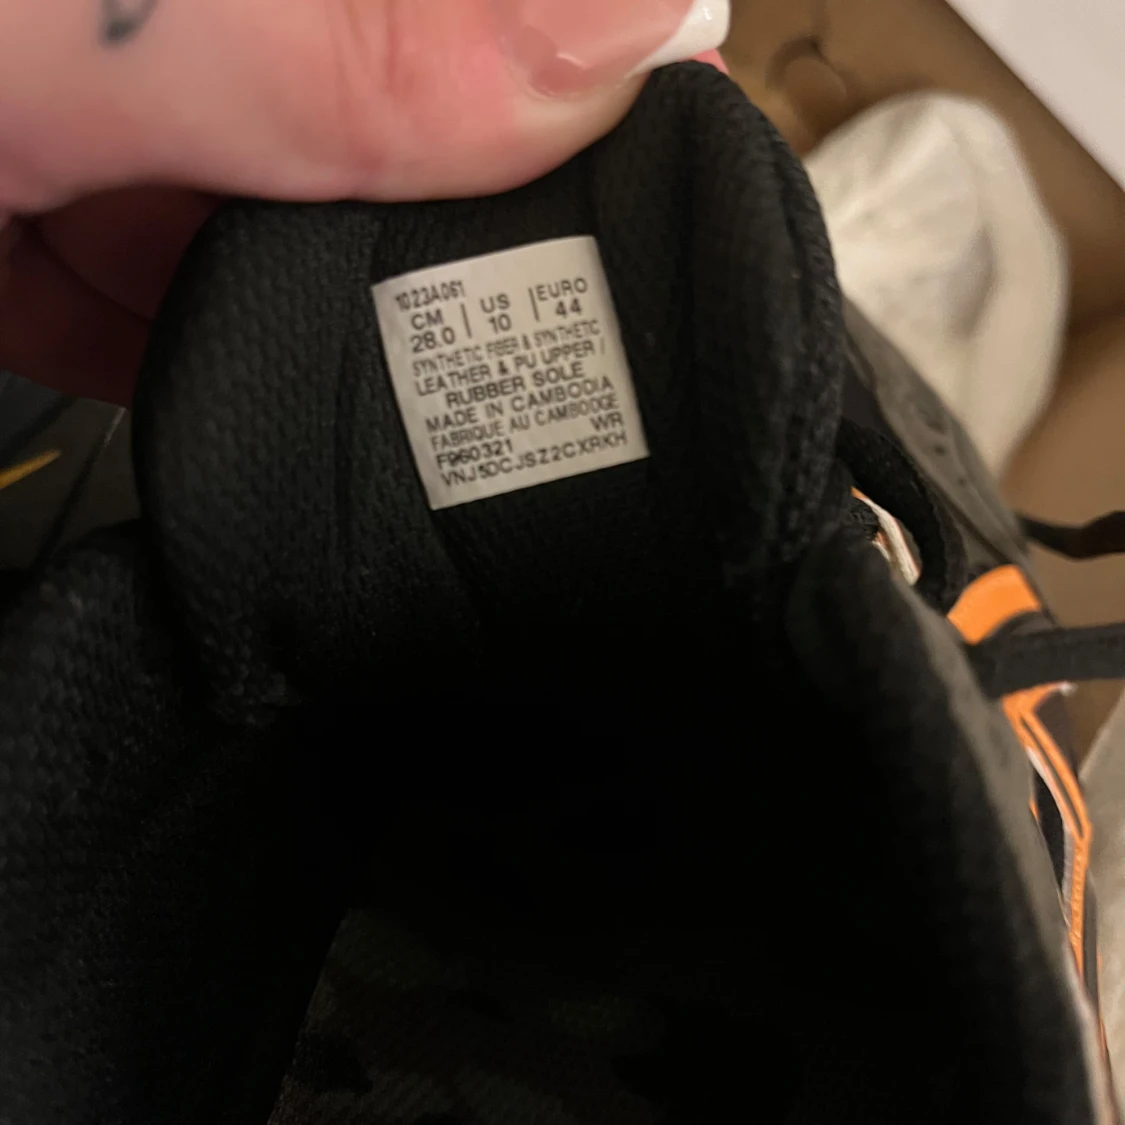 1023A061
CM | US | EURO
28.0 | 10 | 44
SYNTHETIC FIBER & SYNTHETIC
LEATHER & PU UPPER /
RUBBER SOLE
MADE IN CAMBODIA
FABRIQUE AU CAMBODGE
F960321 WR
VNJ5DCJSZ2CXRKH